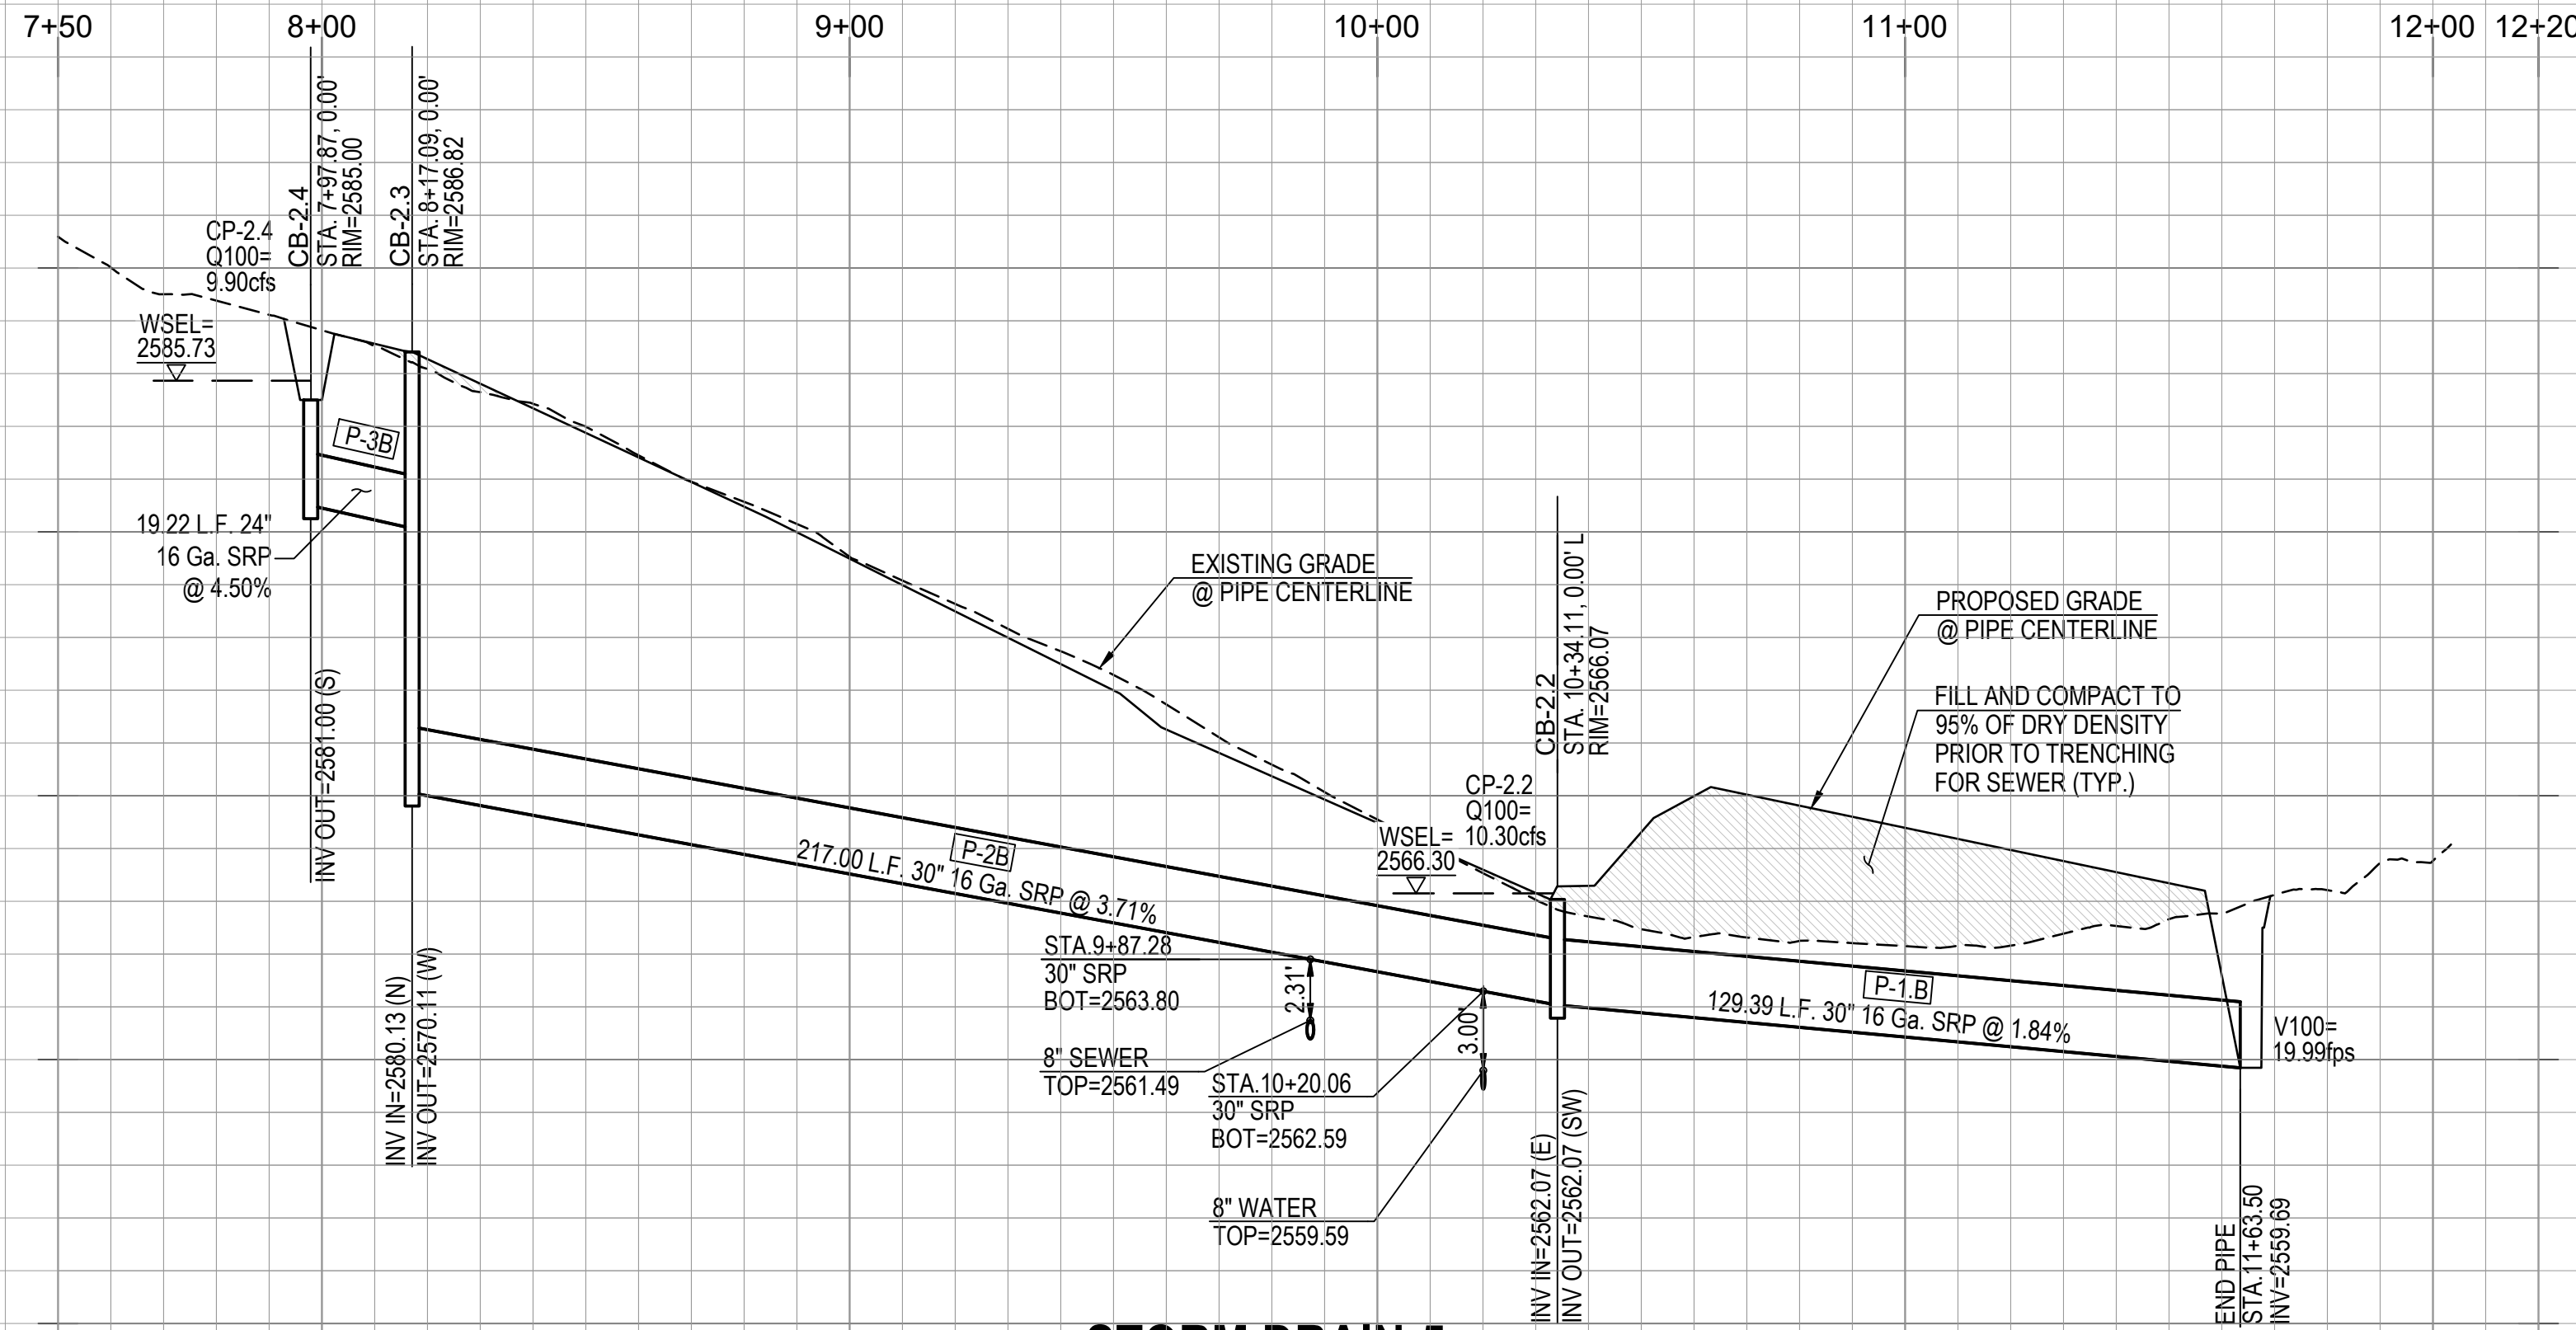 7+50
8+00
9+00
10+00
11+00
12+00
12+20
CB-2.4
STA. 7+97.87, 0.00'
RIM=2585.00
CB-2.3
STA. 8+17.09, 0.00'
RIM=2586.82
CP-2.4
Q100=
9.90cfs
WSEL=
2585.73
P-3B
19.22 L.F. 24"
16 Ga. SRP
@ 4.50%
INV OUT=2581.00 (S)
INV IN=2580.13 (N)
INV OUT=2570.11 (W)
EXISTING GRADE
@ PIPE CENTERLINE
P-2B
217.00 L.F. 30" 16 Ga. SRP @ 3.71%
STA.9+87.28
30" SRP
BOT=2563.80
2.31'
8" SEWER
TOP=2561.49
STA.10+20.06
30" SRP
BOT=2562.59
3.00'
8" WATER
TOP=2559.59
CB-2.2
STA. 10+34.11, 0.00' L
RIM=2566.07
CP-2.2
Q100=
10.30cfs
WSEL=
2566.30
INV IN=2562.07 (E)
INV OUT=2562.07 (SW)
PROPOSED GRADE
@ PIPE CENTERLINE
FILL AND COMPACT TO
95% OF DRY DENSITY
PRIOR TO TRENCHING
FOR SEWER (TYP.)
P-1.B
129.39 L.F. 30" 16 Ga. SRP @ 1.84%
V100=
19.99fps
END PIPE
STA.11+63.50
INV=2559.69
STORM DRAIN